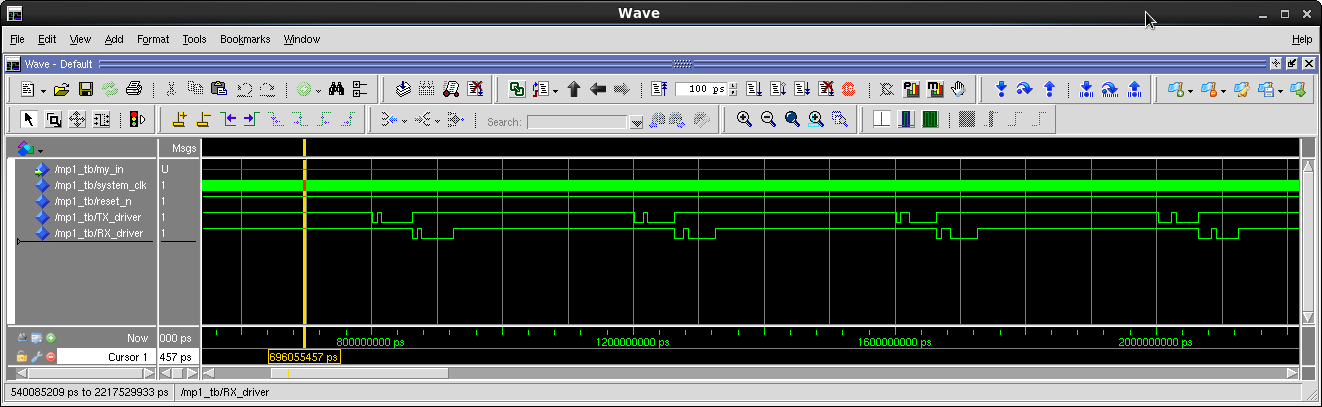 Wave
File Edit View Add Format Tools Bookmarks Window Help
Wave - Default
100 ps
Search:
Msgs
/mp1_tb/my_in U
/mp1_tb/system_clk 1
/mp1_tb/reset_n 1
/mp1_tb/TX_driver 1
/mp1_tb/RX_driver 1
Now 000 ps 800000000 ps 1200000000 ps 1600000000 ps 2000000000 ps
Cursor 1 457 ps 696055457 ps
540085209 ps to 2217529933 ps /mp1_tb/RX_driver